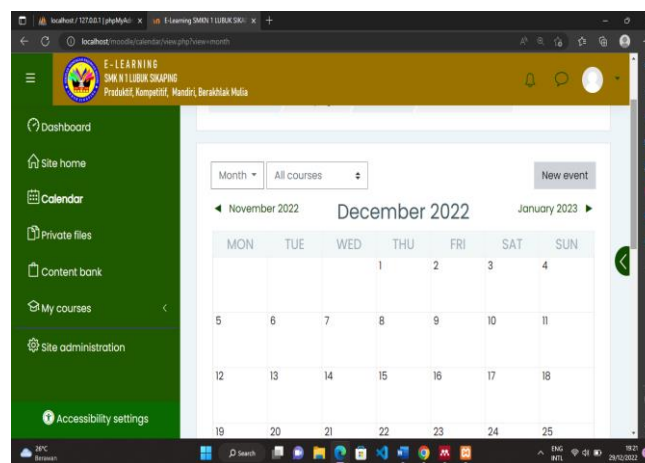 localhost / 127.0.0.1 | phpMyAd
E-Learning SMKN 1 LUBUK SIKA
localhost/moodle/calendar/view.php?view=month
E-LEARNING
SMK N 1 LUBUK SIKAPING
Produktif, Kompetitif, Mandiri, Berakhlak Mulia
Dashboard
Site home
Calendar
Private files
Content bank
My courses
Site administration
Accessibility settings
Month
All courses
New event
◄ November 2022
December 2022
January 2023 ►
MON TUE WED THU FRI SAT SUN
1 2 3 4
5 6 7 8 9 10 11
12 13 14 15 16 17 18
19 20 21 22 23 24 25
26°C
Berawan
Search
ENG
INTL
19:21
29/12/2022